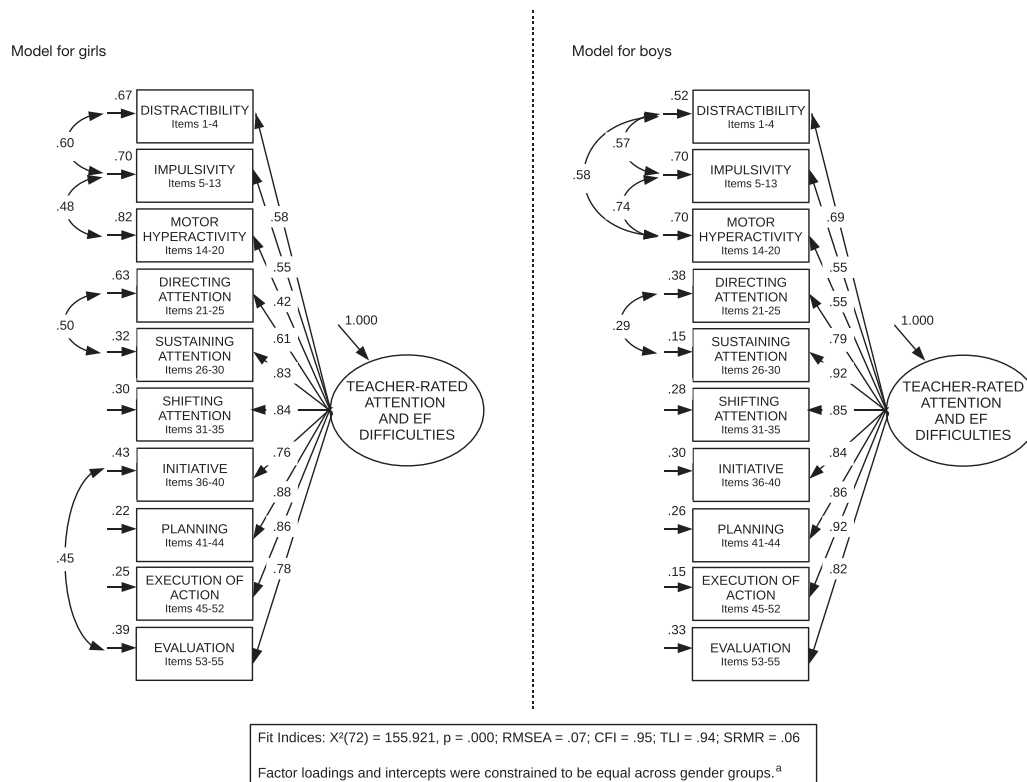 Model for girls
.67
DISTRACTIBILITY
Items 1-4
.60
.70
IMPULSIVITY
Items 5-13
.48
.82
MOTOR
HYPERACTIVITY
Items 14-20
.63
DIRECTING
ATTENTION
Items 21-25
.50
.32
SUSTAINING
ATTENTION
Items 26-30
.30
SHIFTING
ATTENTION
Items 31-35
.43
INITIATIVE
Items 36-40
.22
PLANNING
Items 41-44
.45
.25
EXECUTION OF
ACTION
Items 45-52
.39
EVALUATION
Items 53-55
.58
.55
.42
.61
.83
.84
.76
.88
.86
.78
1.000
TEACHER-RATED
ATTENTION
AND EF
DIFFICULTIES
Model for boys
.52
DISTRACTIBILITY
Items 1-4
.57
.58
.70
IMPULSIVITY
Items 5-13
.74
.70
MOTOR
HYPERACTIVITY
Items 14-20
.38
DIRECTING
ATTENTION
Items 21-25
.29
.15
SUSTAINING
ATTENTION
Items 26-30
.28
SHIFTING
ATTENTION
Items 31-35
.30
INITIATIVE
Items 36-40
.26
PLANNING
Items 41-44
.15
EXECUTION OF
ACTION
Items 45-52
.33
EVALUATION
Items 53-55
.69
.55
.55
.79
.92
.85
.84
.86
.92
.82
1.000
TEACHER-RATED
ATTENTION
AND EF
DIFFICULTIES
Fit Indices: X²(72) = 155.921, p = .000; RMSEA = .07; CFI = .95; TLI = .94; SRMR = .06
Factor loadings and intercepts were constrained to be equal across gender groups.ª